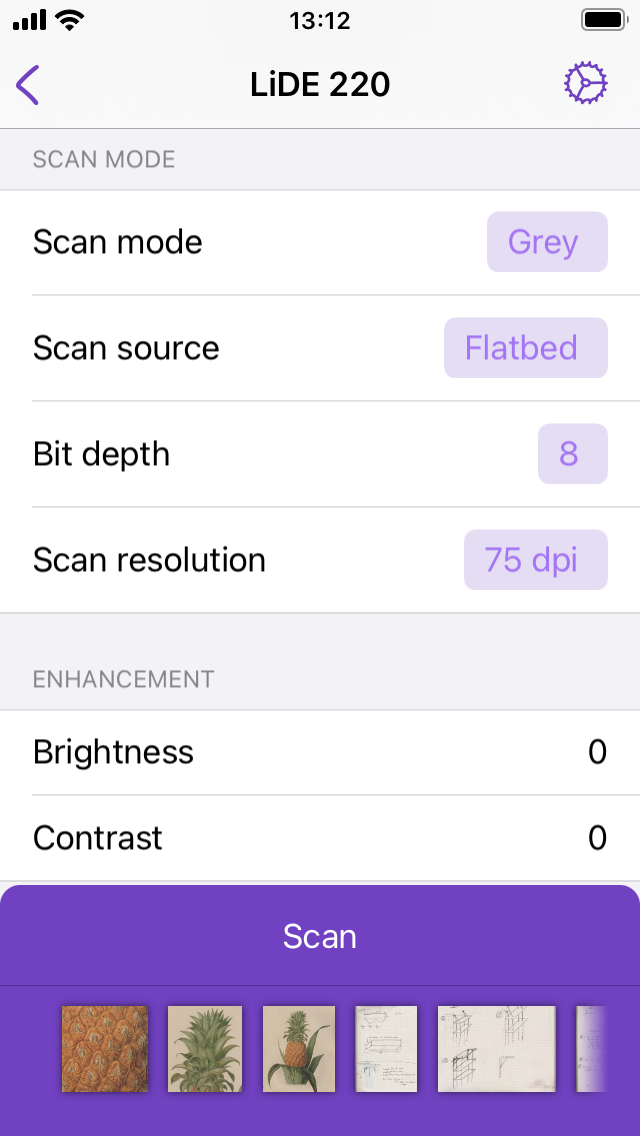 13:12
LiDE 220
SCAN MODE
Scan mode Grey
Scan source Flatbed
Bit depth 8
Scan resolution 75 dpi
ENHANCEMENT
Brightness 0
Contrast 0
Scan